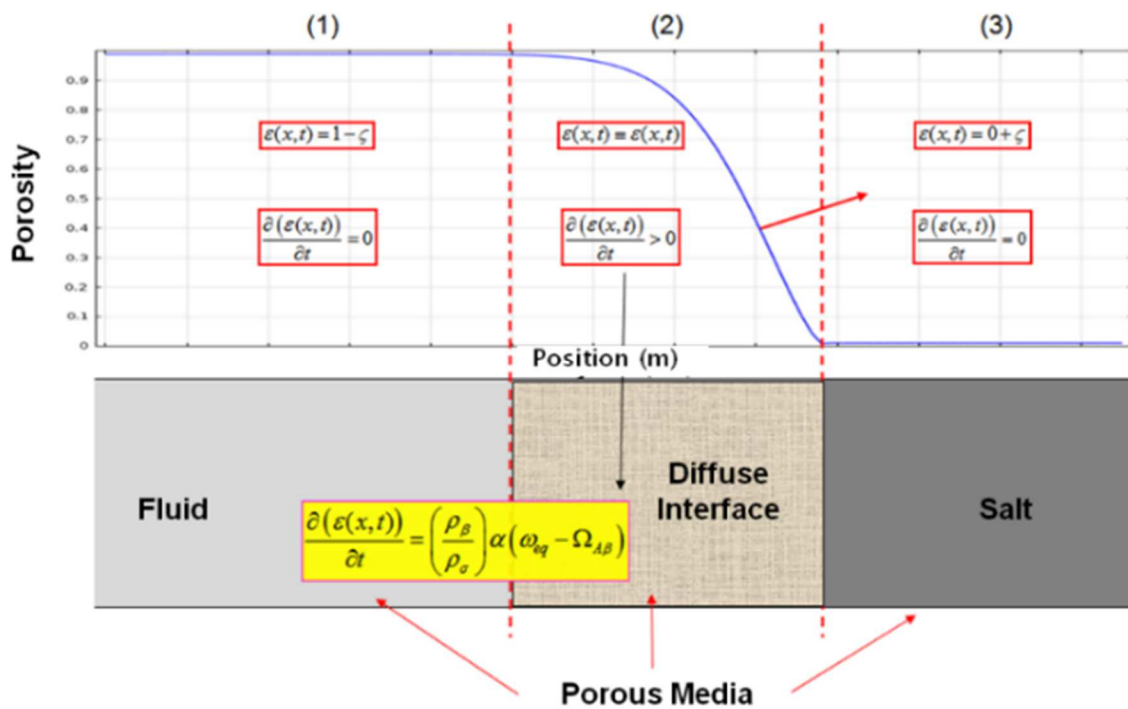 (1) (2) (3)
Porosity
0.9
0.8
0.7
0.6
0.5
0.4
0.3
0.2
0.1
0
ε(x,t)=1−ς
ε(x,t)=ε(x,t)
ε(x,t)=0+ς
∂(ε(x,t))/∂t=0
∂(ε(x,t))/∂t>0
∂(ε(x,t))/∂t=0
Position (m)
Fluid
Diffuse
Interface
Salt
∂(ε(x,t))/∂t=(ρβ/ρσ)α(ωeq−ΩAβ)
Porous Media